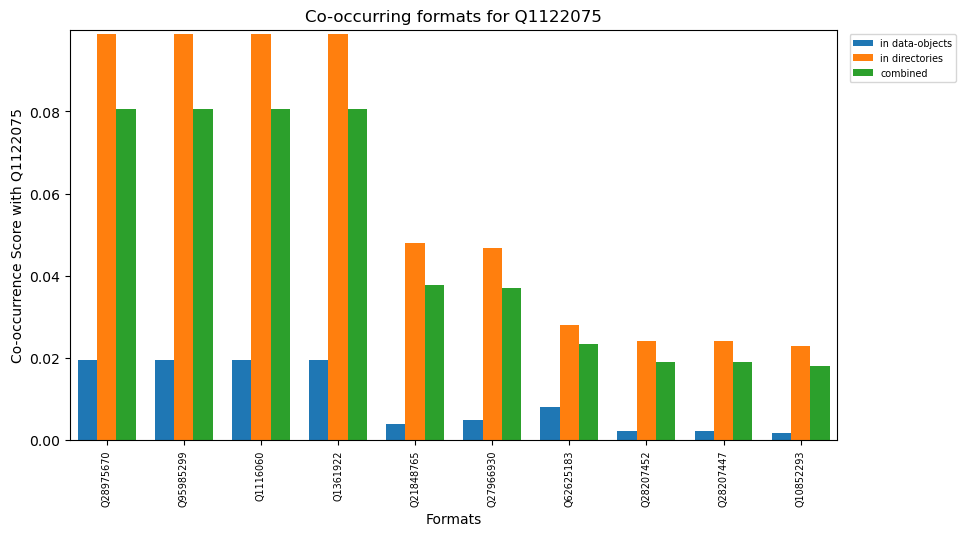 Co-occurring formats for Q1122075
in data-objects
in directories
combined
Co-occurrence Score with Q1122075
0.08
0.06
0.04
0.02
0.00
Q28975670
Q95985299
Q1116060
Q1361922
Q21848765
Q27966930
Q62625183
Q28207452
Q28207447
Q10852293
Formats